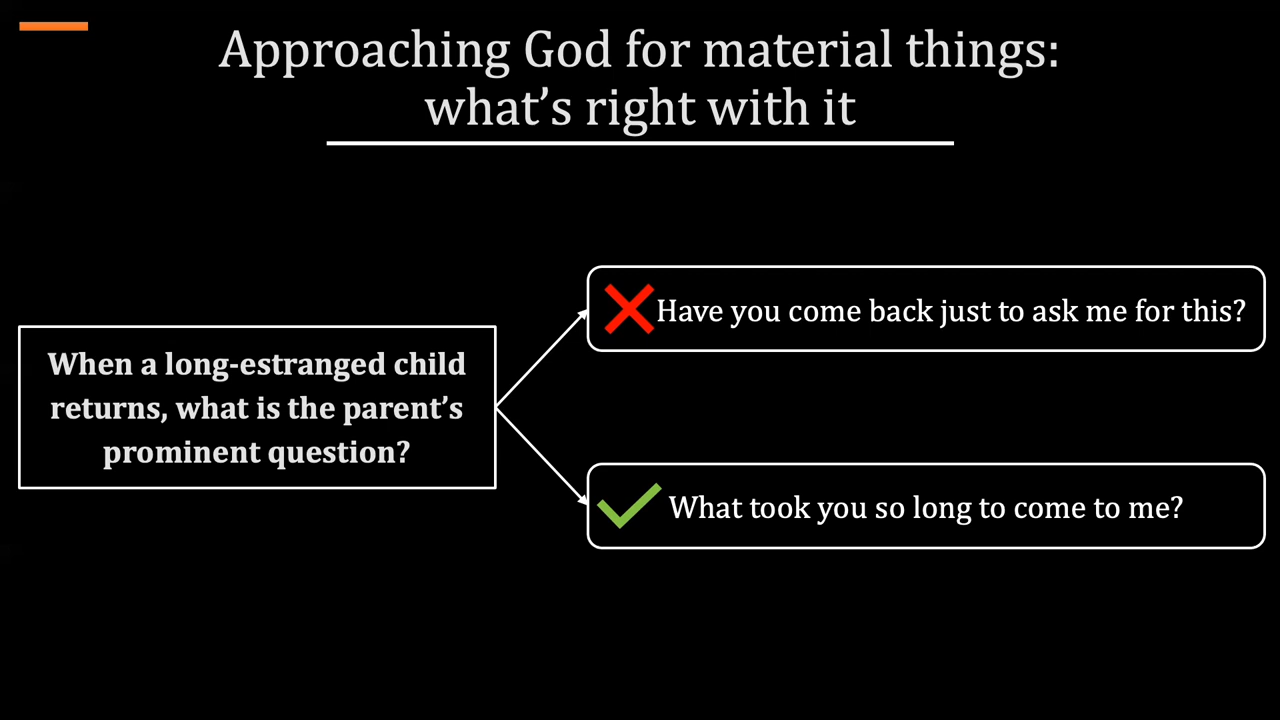 Approaching God for material things:
what’s right with it
When a long-estranged child
returns, what is the parent’s
prominent question?
Have you come back just to ask me for this?
What took you so long to come to me?